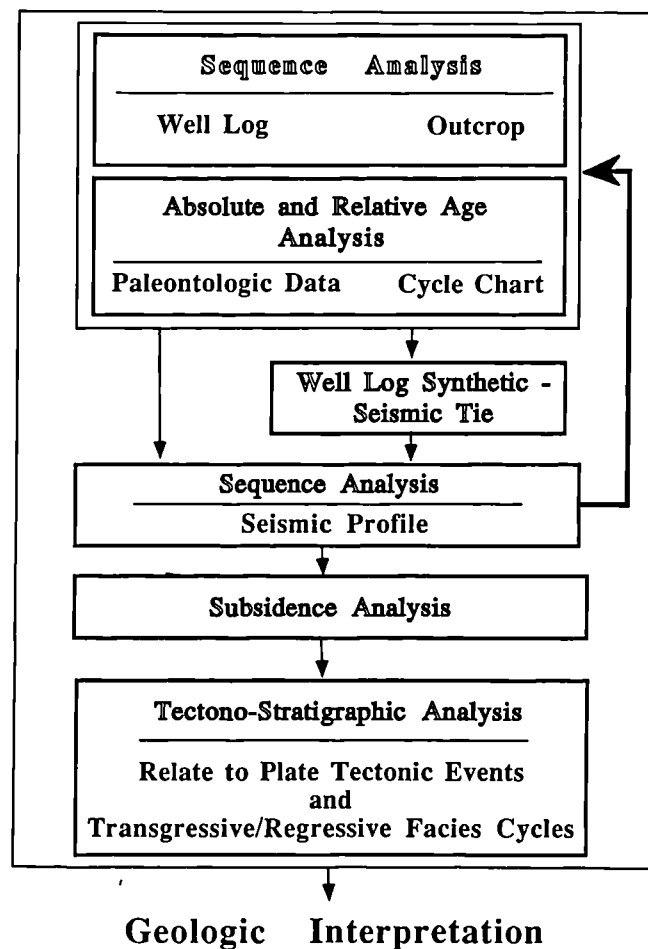 Sequence Analysis
Well Log Outcrop
Absolute and Relative Age
Analysis
Paleontologic Data Cycle Chart
Well Log Synthetic -
Seismic Tie
Sequence Analysis
Seismic Profile
Subsidence Analysis
Tectono-Stratigraphic Analysis
Relate to Plate Tectonic Events
and
Transgressive/Regressive Facies Cycles
Geologic Interpretation